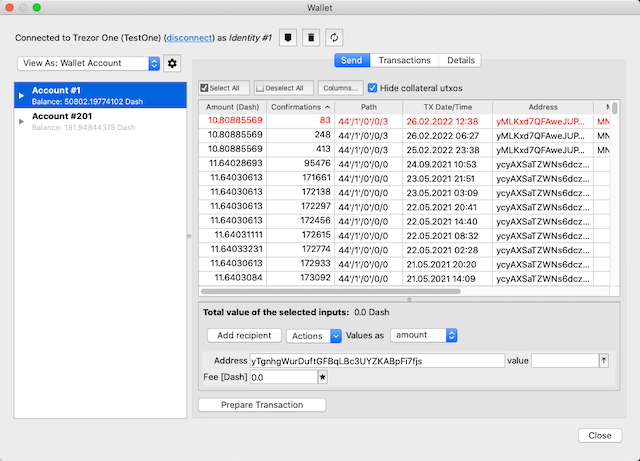 Wallet
Connected to Trezor One (TestOne) (disconnect) as Identity #1
View As: Wallet Account
Send Transactions Details
Account #1
Balance: 50802.19774102 Dash
Account #201
Balance: 181.94644375 Dash
Select All Deselect All Columns... Hide collateral utxos
Amount (Dash) Confirmations Path TX Date/Time Address
10.80885569 83 44'/1'/0'/0/3 26.02.2022 12:38 yMLKxd7QFAweJUP... MN
10.80885569 248 44'/1'/0'/0/3 26.02.2022 06:27 yMLKxd7QFAweJUP... MN
10.80885569 413 44'/1'/0'/0/3 25.02.2022 23:38 yMLKxd7QFAweJUP... MN
11.64028693 95476 44'/1'/0'/0/0 24.09.2021 10:53 ycyAXSaTZWNs6dcz...
11.64030613 171661 44'/1'/0'/0/0 23.05.2021 21:51 ycyAXSaTZWNs6dcz...
11.64030613 172138 44'/1'/0'/0/0 23.05.2021 03:09 ycyAXSaTZWNs6dcz...
11.64030613 172297 44'/1'/0'/0/0 22.05.2021 20:41 ycyAXSaTZWNs6dcz...
11.64030613 172456 44'/1'/0'/0/0 22.05.2021 14:40 ycyAXSaTZWNs6dcz...
11.64031111 172615 44'/1'/0'/0/0 22.05.2021 08:32 ycyAXSaTZWNs6dcz...
11.64033231 172774 44'/1'/0'/0/0 22.05.2021 02:28 ycyAXSaTZWNs6dcz...
11.64030613 172933 44'/1'/0'/0/0 21.05.2021 20:20 ycyAXSaTZWNs6dcz...
11.6403084 173092 44'/1'/0'/0/0 21.05.2021 14:09 ycyAXSaTZWNs6dcz...
Total value of the selected inputs: 0.0 Dash
Add recipient Actions Values as amount
Address yTgnhgWurDuftGFBqLBc3UYZKABpFi7fjs value
Fee [Dash] 0.0
Prepare Transaction
Close